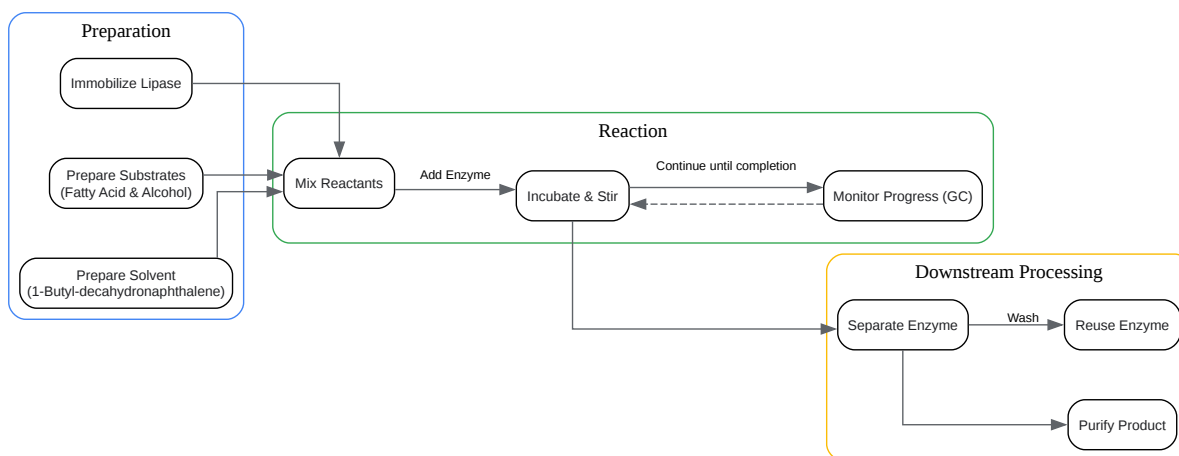 Preparation
Immobilize Lipase
Prepare Substrates
(Fatty Acid & Alcohol)
Prepare Solvent
(1-Butyl-decahydronaphthalene)
Reaction
Mix Reactants
Add Enzyme
Incubate & Stir
Continue until completion
Monitor Progress (GC)
Downstream Processing
Separate Enzyme
Wash
Reuse Enzyme
Purify Product